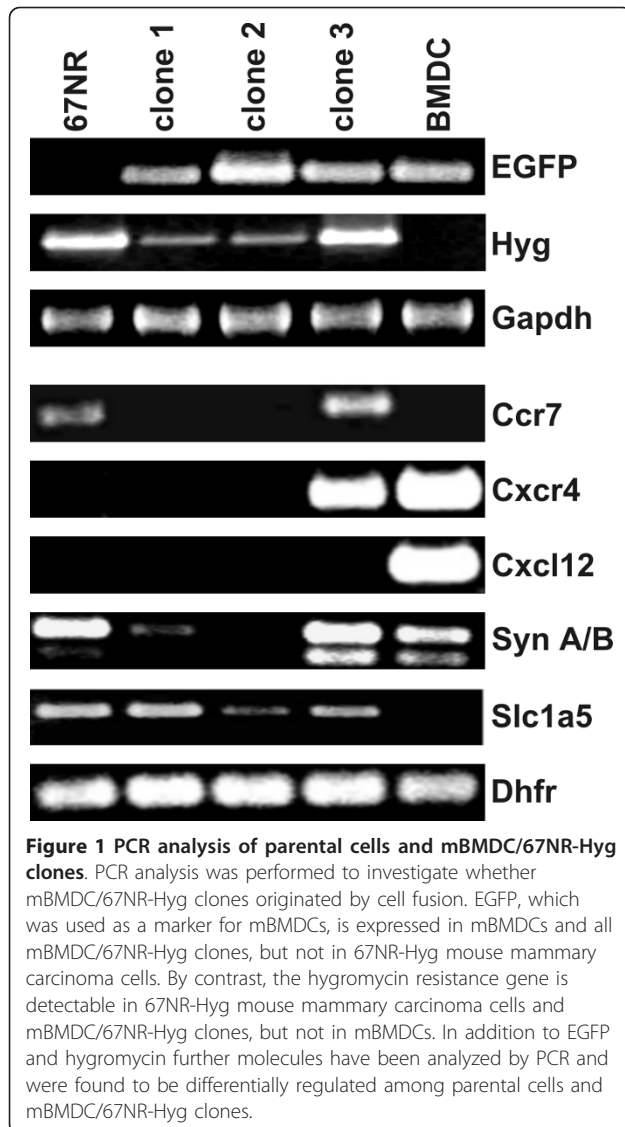 67NR clone 1 clone 2 clone 3 BMDC
EGFP
Hyg
Gapdh
Ccr7
Cxcr4
Cxcl12
Syn A/B
Slc1a5
Dhfr
Figure 1 PCR analysis of parental cells and mBMDC/67NR-Hyg
clones. PCR analysis was performed to investigate whether
mBMDC/67NR-Hyg clones originated by cell fusion. EGFP, which
was used as a marker for mBMDCs, is expressed in mBMDCs and all
mBMDC/67NR-Hyg clones, but not in 67NR-Hyg mouse mammary
carcinoma cells. By contrast, the hygromycin resistance gene is
detectable in 67NR-Hyg mouse mammary carcinoma cells and
mBMDC/67NR-Hyg clones, but not in mBMDCs. In addition to EGFP
and hygromycin further molecules have been analyzed by PCR and
were found to be differentially regulated among parental cells and
mBMDC/67NR-Hyg clones.